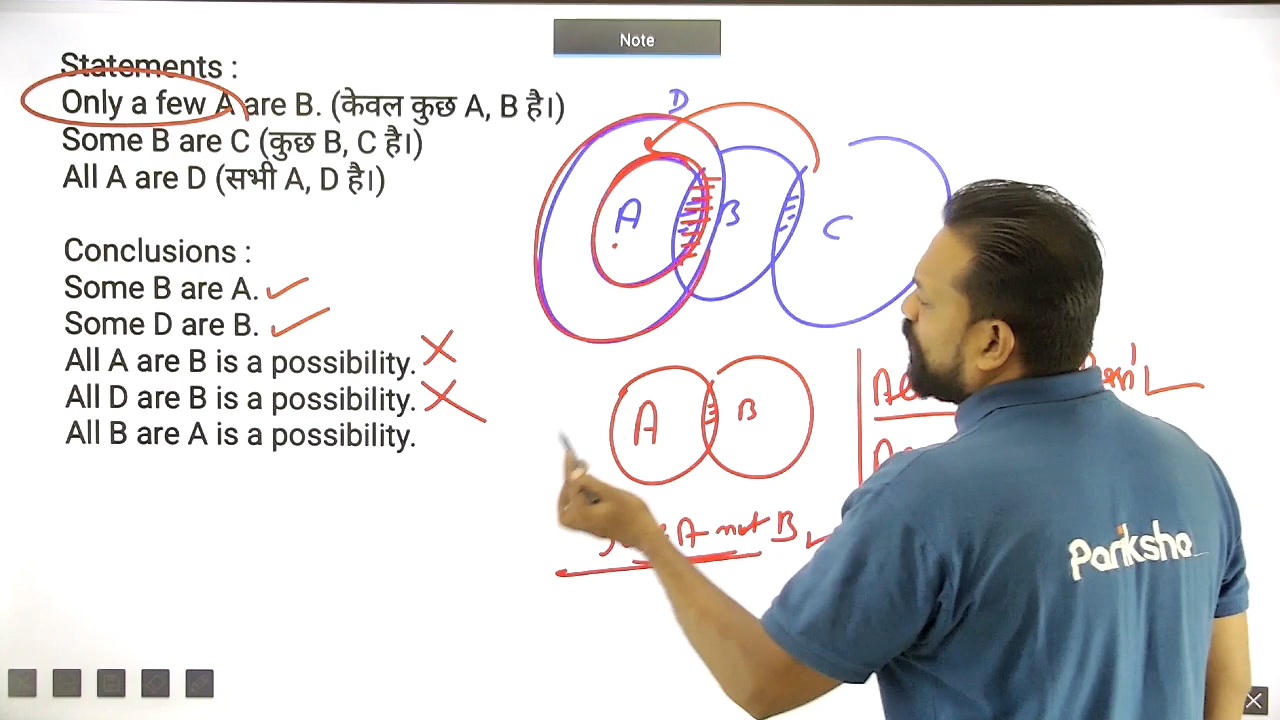 Note
Statements :
Only a few A are B. (केवल कुछ A, B है।)
Some B are C (कुछ B, C है।)
All A are D (सभी A, D है।)
Conclusions :
Some B are A.
Some D are B.
All A are B is a possibility.
All D are B is a possibility.
All B are A is a possibility.
D
A B C
A B
A not B
Pariksha